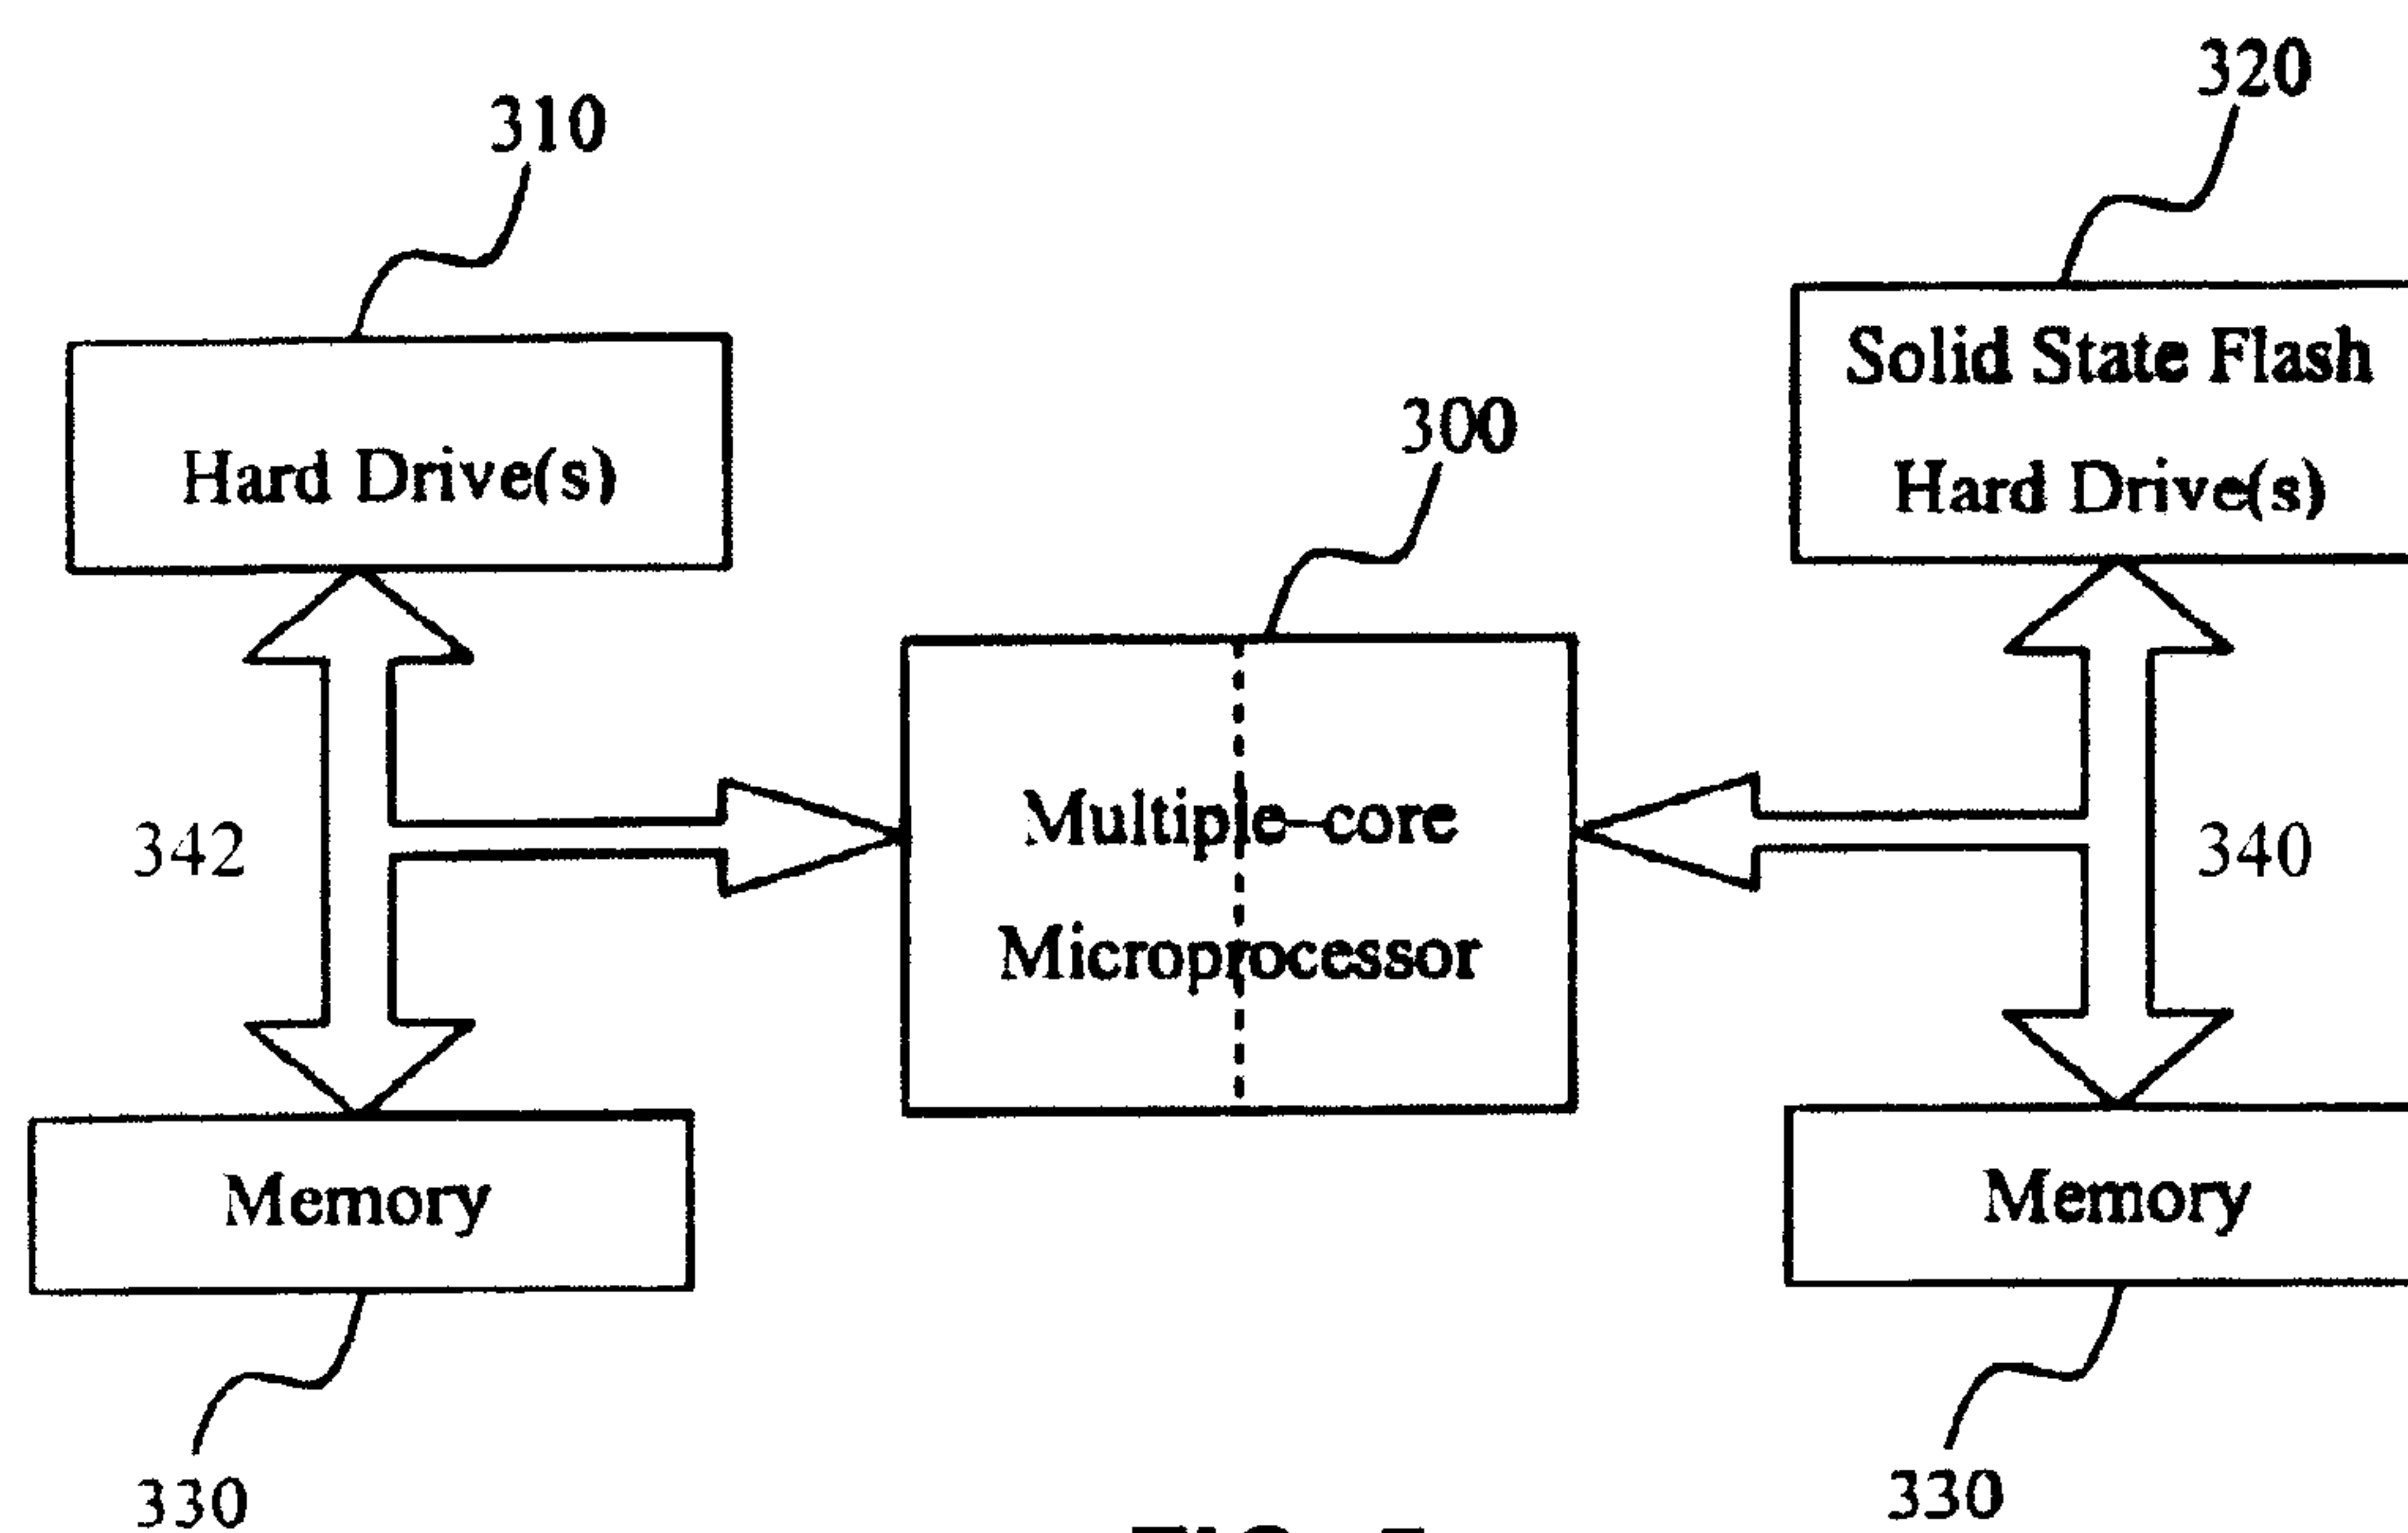 320
310
Solid State Flash
Hard Drive(s)
Hard Drive(s)
300
Multiple-core
Microprocessor
342
340
Memory
Memory
330
330